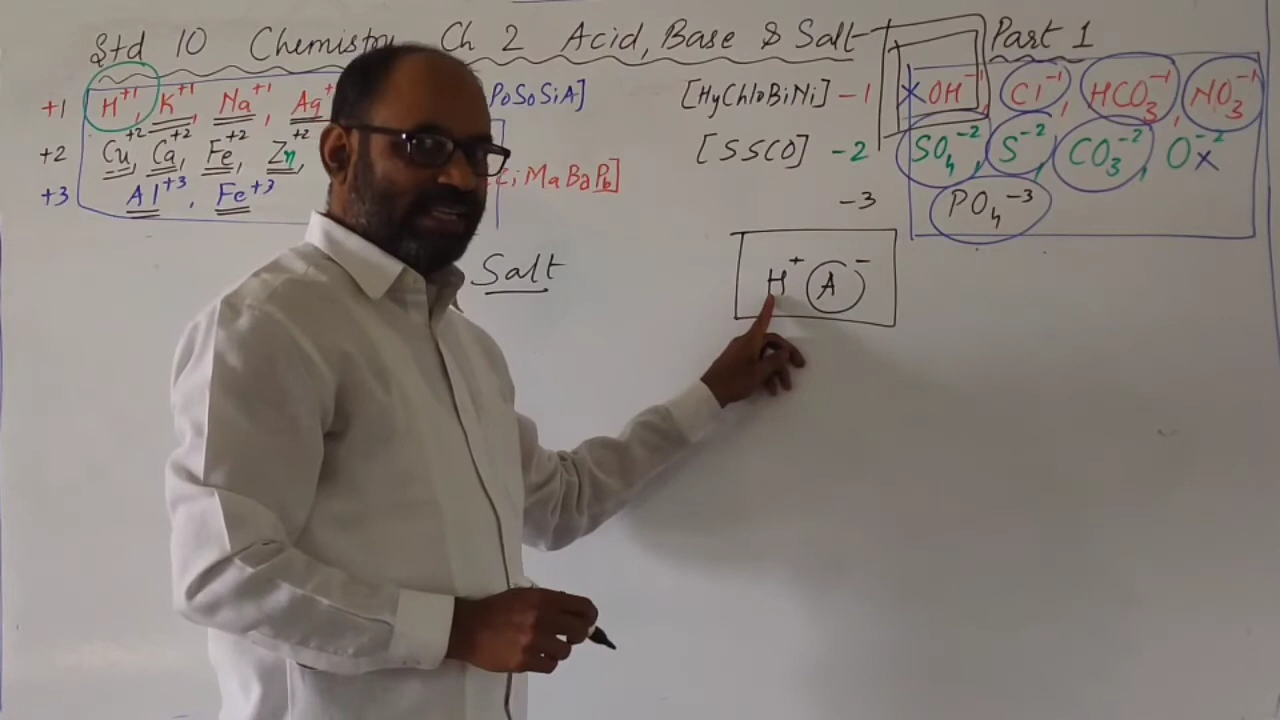 Std 10 Chemistry Ch 2 Acid, Base & Salt Part 1
+1 H⁺¹, K⁺¹, Na⁺¹, Ag⁺ PoSoSiA] [HyChloBiNi] -1 ×OH⁻¹, Cl⁻¹, HCO₃⁻¹, NO₃⁻¹
+2 Cu⁺², Ca⁺², Fe⁺², Zn⁺², [SSCO] -2 SO₄⁻², S⁻², CO₃⁻², O⁻²×
+3 Al⁺³, Fe⁺³ iMaBaPb] -3 PO₄⁻³
Salt H⁺ A⁻